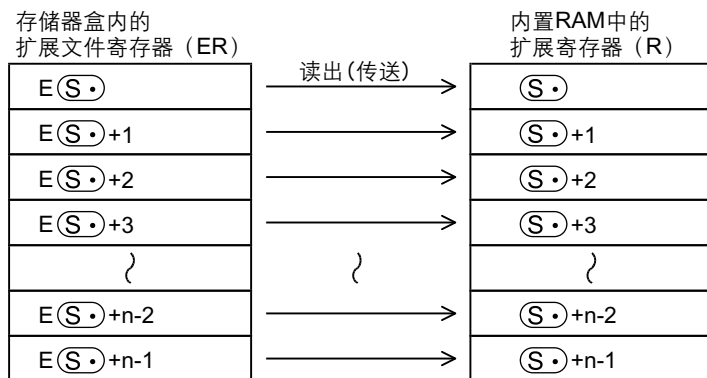 存储器盒内的
扩展文件寄存器（ER）
内置RAM中的
扩展寄存器（R）
读出(传送)
E(S·) (S·)
E(S·)+1 (S·)+1
E(S·)+2 (S·)+2
E(S·)+3 (S·)+3
E(S·)+n-2 (S·)+n-2
E(S·)+n-1 (S·)+n-1